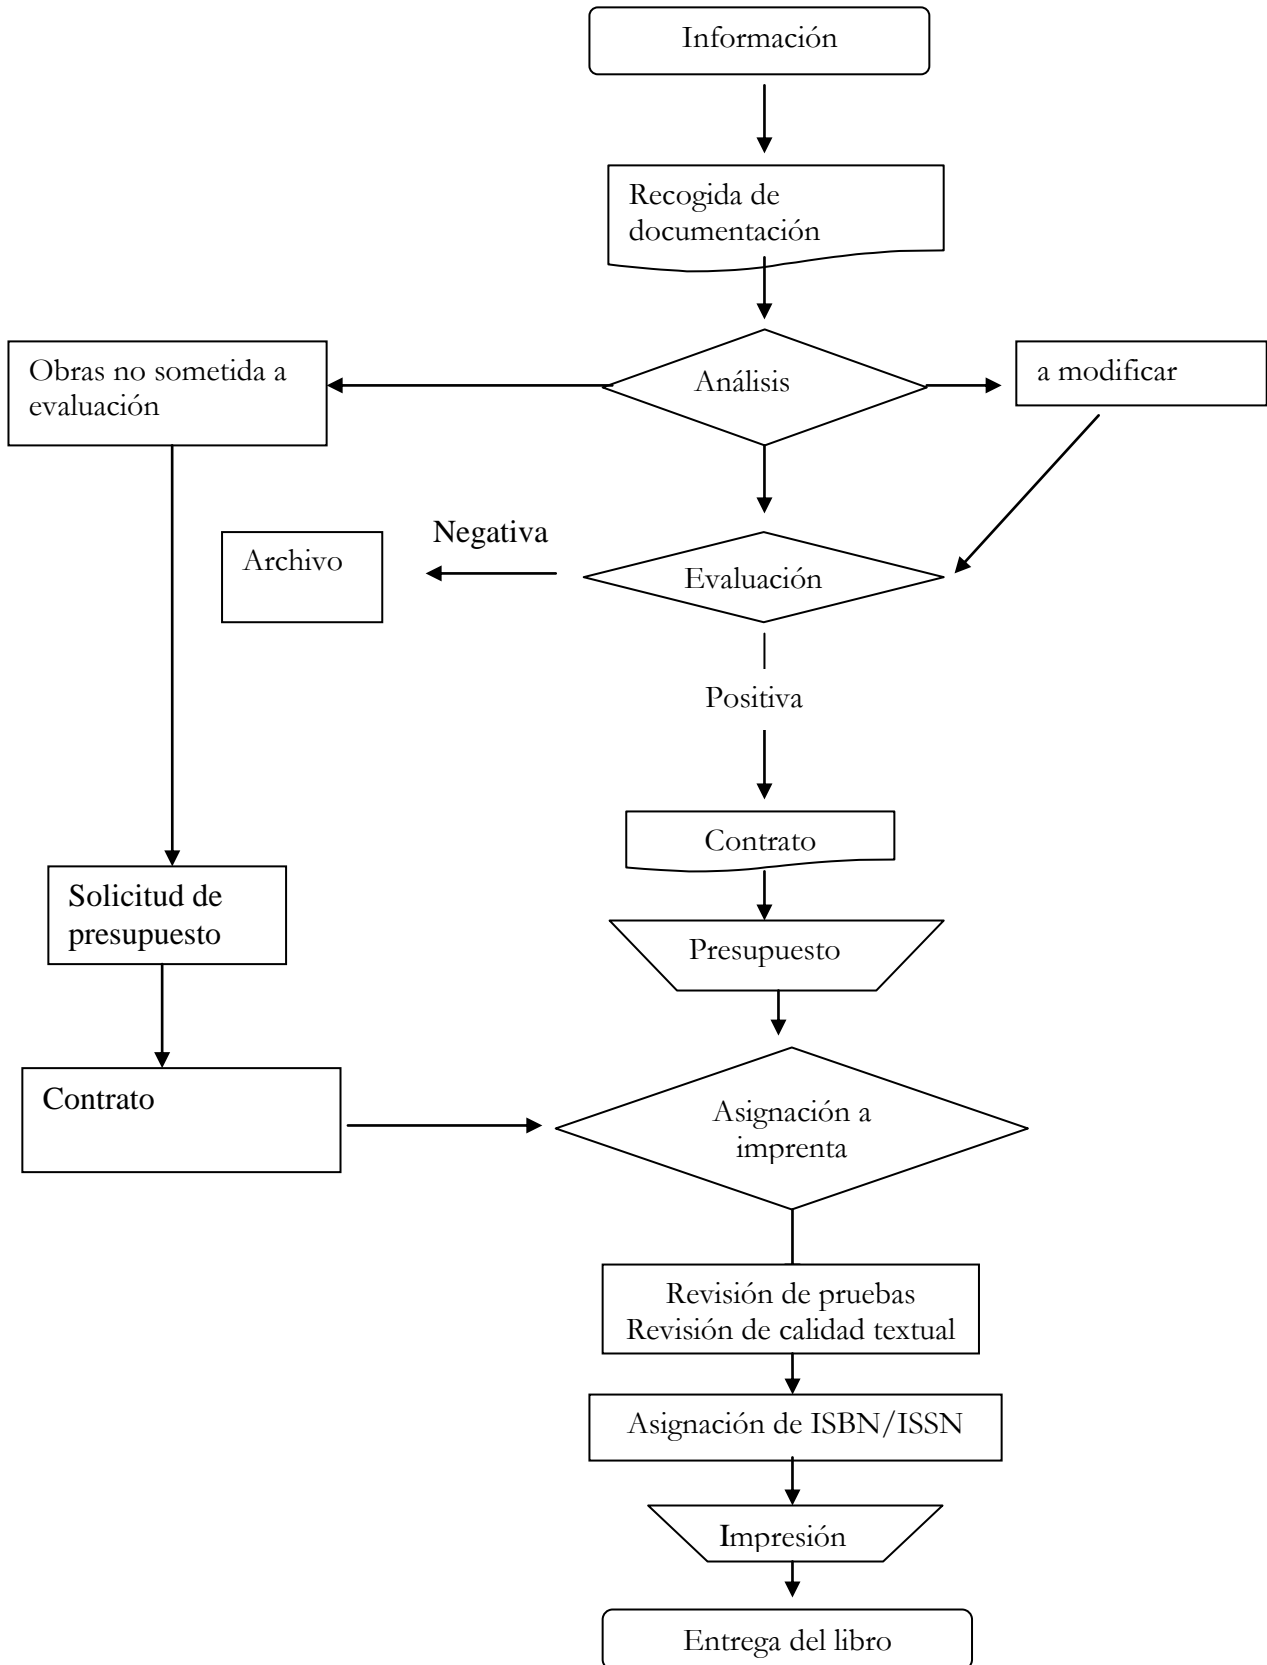 Información
Recogida de
documentación
Obras no sometida a
evaluación
Análisis
a modificar
Negativa
Archivo
Evaluación
Positiva
Contrato
Solicitud de
presupuesto
Presupuesto
Contrato
Asignación a
imprenta
Revisión de pruebas
Revisión de calidad textual
Asignación de ISBN/ISSN
Impresión
Entrega del libro